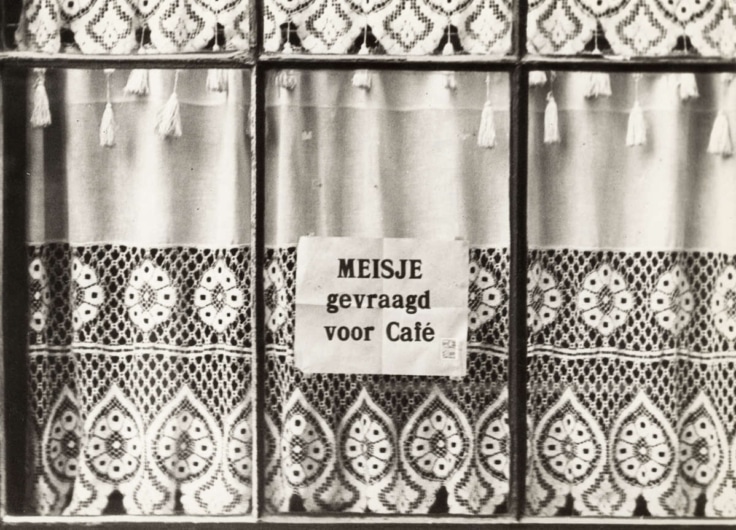 MEISJE
gevraagd
voor Café